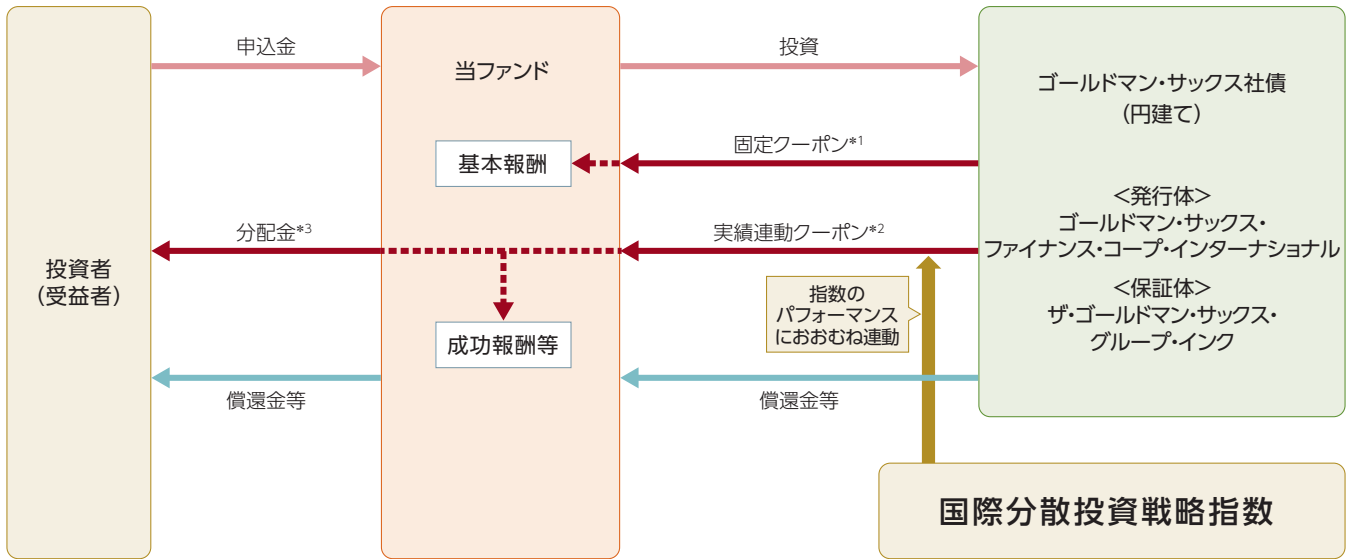 申込金
投資
当ファンド
ゴールドマン・サックス社債
（円建て）
固定クーポン*1
基本報酬
＜発行体＞
ゴールドマン・サックス・
ファイナンス・コープ・インターナショナル
分配金*3
実績連動クーポン*2
投資者
（受益者）
指数の
パフォーマンス
におおむね連動
＜保証体＞
ザ・ゴールドマン・サックス・
グループ・インク
成功報酬等
償還金等
償還金等
国際分散投資戦略指数